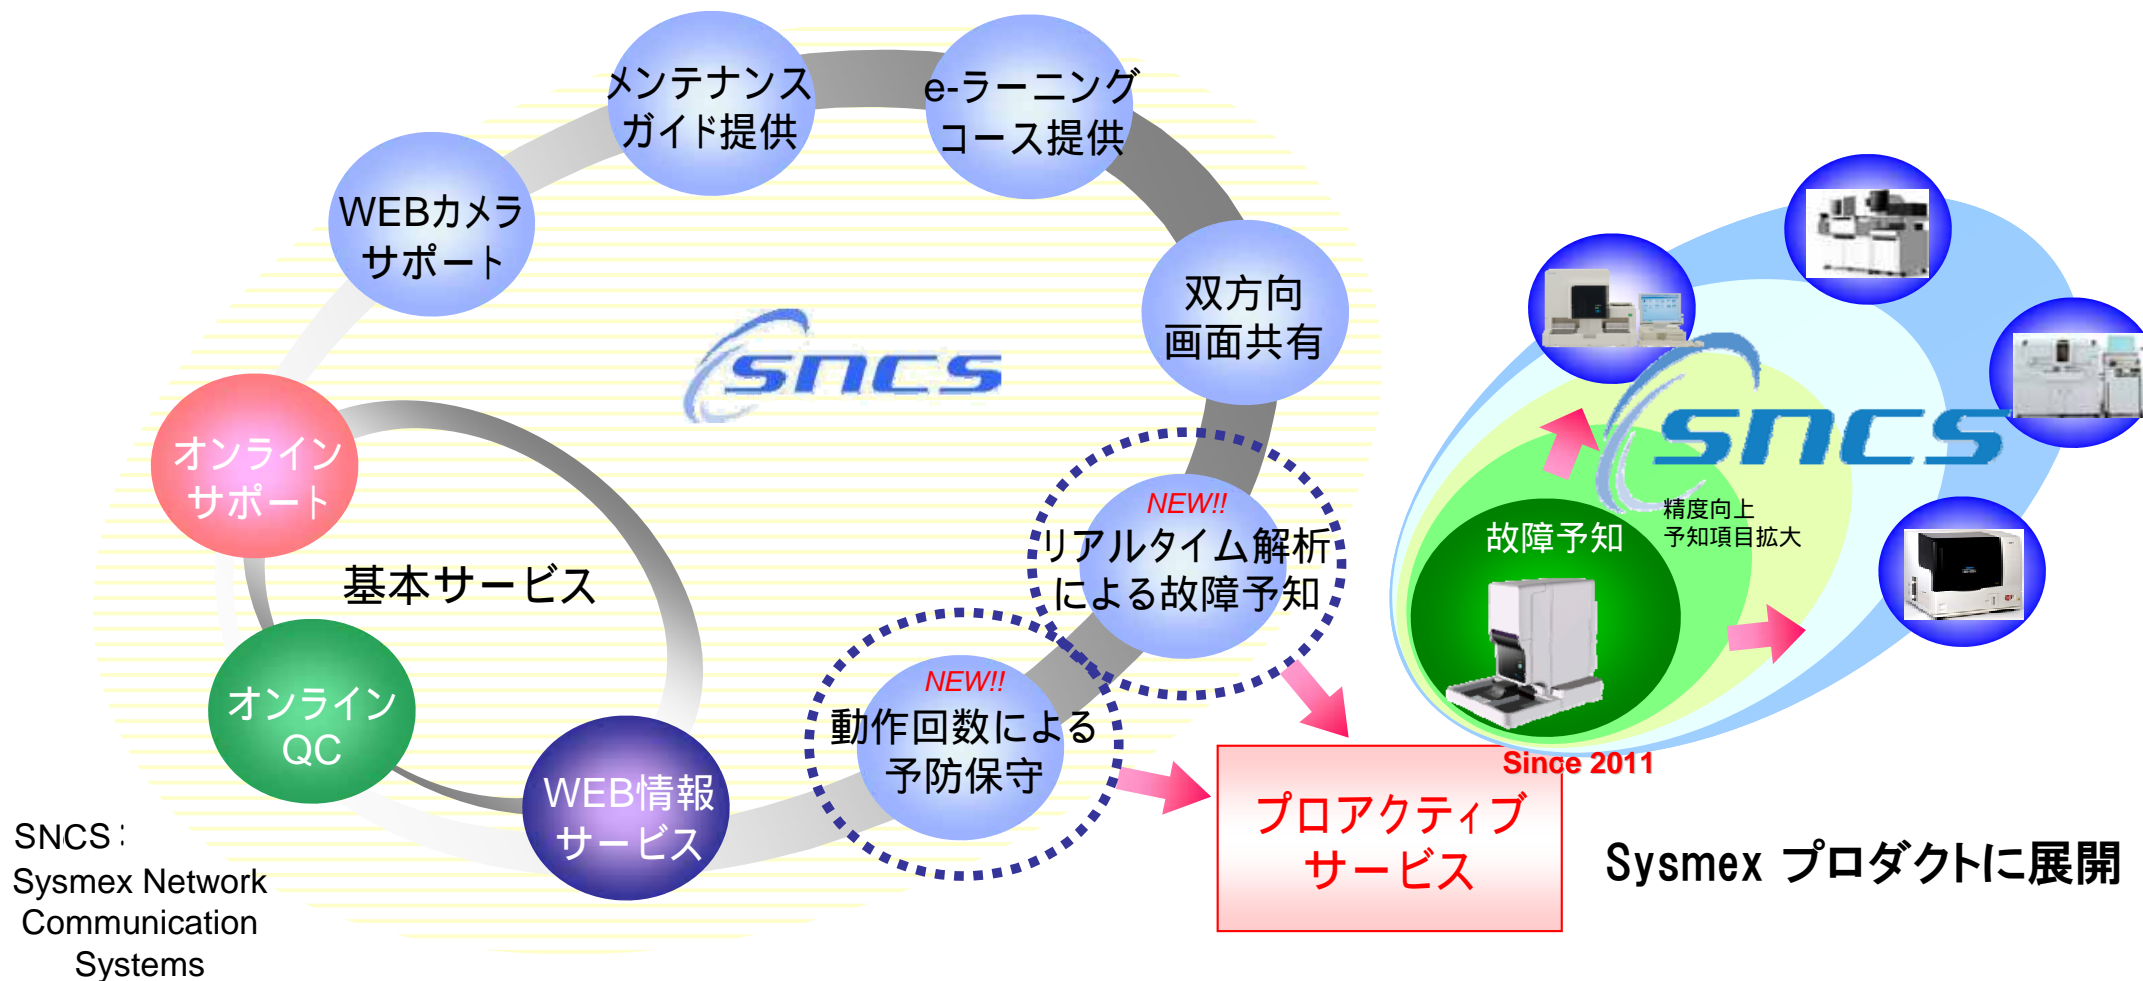 メンテナンス
ガイド提供
e-ラーニング
コース提供
WEBカメラ
サポート
双方向
画面共有
sncs
オンライン
サポート
基本サービス
オンライン
QC
WEB情報
サービス
NEW!!
リアルタイム解析
による故障予知
NEW!!
動作回数による
予防保守
プロアクティブ
サービス
SNCS:
Sysmex Network
Communication
Systems
sncs
精度向上
予知項目拡大
故障予知
Since 2011
Sysmex プロダクトに展開